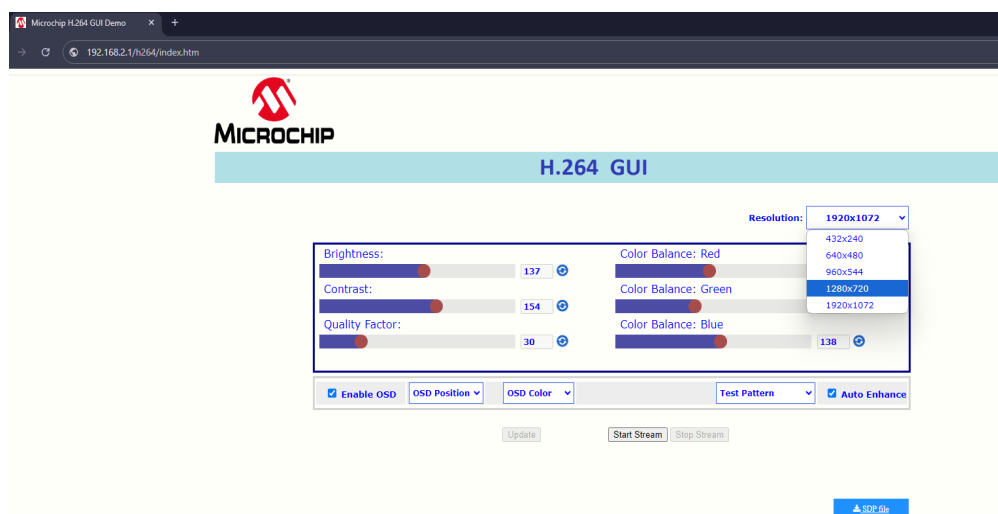 Microchip H.264 GUI Demo
192.168.2.1/h264/index.htm
MICROCHIP
H.264 GUI
Resolution: 1920x1072
432x240
640x480
960x544
1280x720
1920x1072
Brightness: Color Balance: Red
137
Contrast: Color Balance: Green
154
Quality Factor: Color Balance: Blue
30 138
Enable OSD OSD Position OSD Color Test Pattern Auto Enhance
Update Start Stream Stop Stream
SDP file